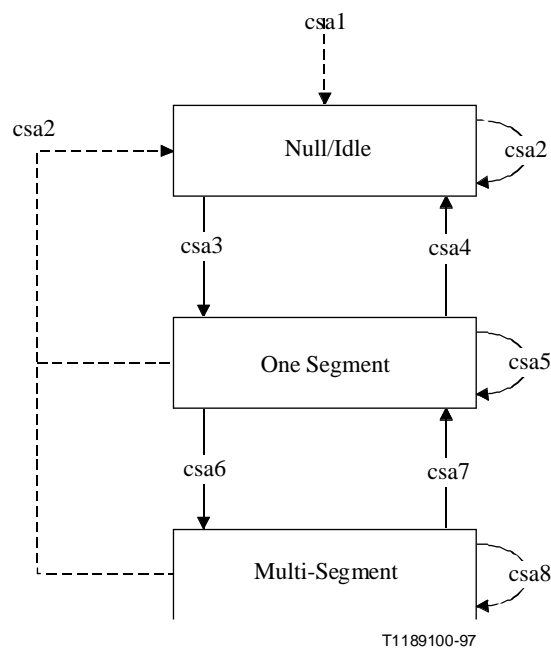 csa1
csa2
Null/Idle
csa2
csa3
csa4
One Segment
csa5
csa6
csa7
Multi-Segment
csa8
T1189100-97